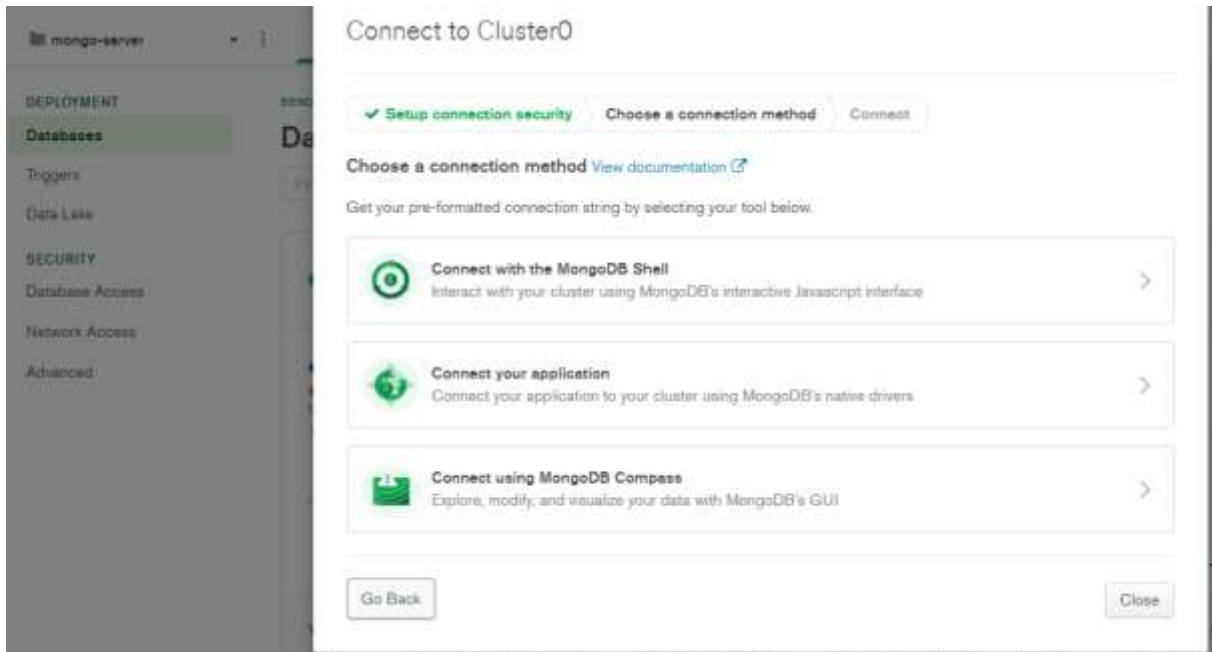 mongo-server
DEPLOYMENT
Databases
Triggers
Data Lake
SECURITY
Database Access
Network Access
Advanced
Da
Connect to Cluster0
✔ Setup connection security Choose a connection method Connect
Choose a connection method View documentation
Get your pre-formatted connection string by selecting your tool below.
Connect with the MongoDB Shell
Interact with your cluster using MongoDB's interactive Javascript interface
Connect your application
Connect your application to your cluster using MongoDB's native drivers
Connect using MongoDB Compass
Explore, modify, and visualize your data with MongoDB's GUI
Go Back
Close